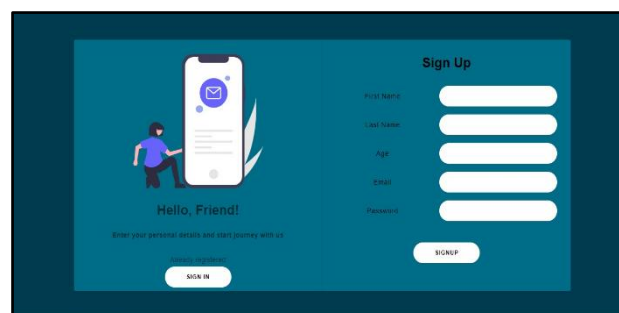 Hello, Friend!
Enter your personal details and start journey with us
Already registered
SIGN IN
Sign Up
First Name
Last Name
Age
Email
Password
SIGNUP